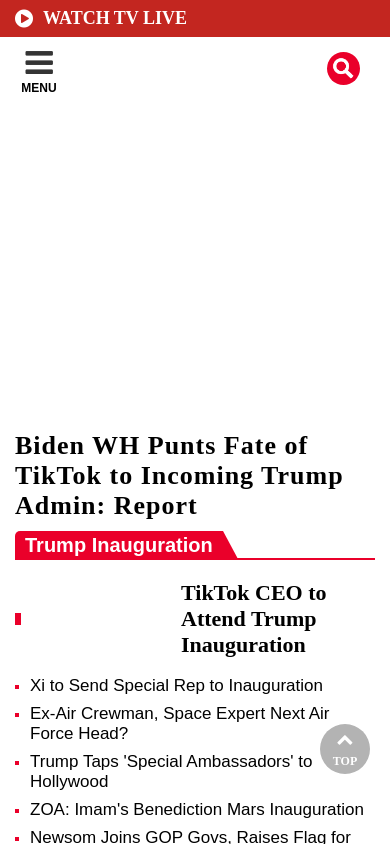 WATCH TV LIVE
MENU
Biden WH Punts Fate of
TikTok to Incoming Trump
Admin: Report
Trump Inauguration
TikTok CEO to
Attend Trump
Inauguration
Xi to Send Special Rep to Inauguration
Ex-Air Crewman, Space Expert Next Air
Force Head?
Trump Taps 'Special Ambassadors' to
Hollywood
TOP
ZOA: Imam's Benediction Mars Inauguration
Newsom Joins GOP Govs, Raises Flag for